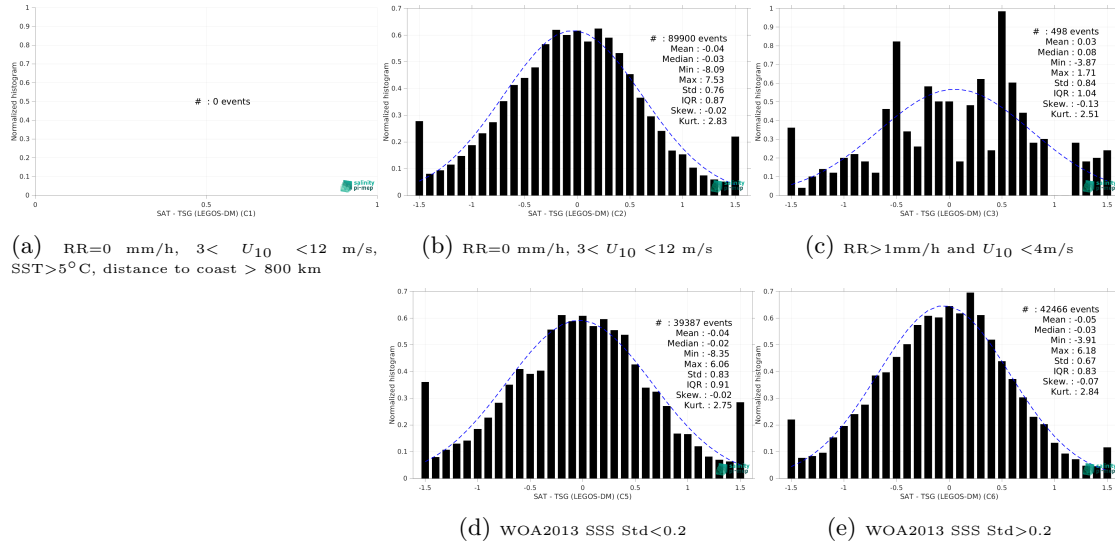 1
0.9
0.8
0.7
0.6
0.5
0.4
0.3
0.2
0.1
0
Normalized histogram
# : 0 events
0 0.5 1
SAT - TSG (LEGOS-DM) (C1)
salinity
pi-mep
(a) RR=0 mm/h, 3< U10 <12 m/s,
SST>5°C, distance to coast > 800 km
0.7
0.6
0.5
0.4
0.3
0.2
0.1
0
Normalized histogram
# : 89900 events
Mean : -0.04
Median : -0.03
Min : -8.09
Max : 7.53
Std : 0.76
IQR : 0.87
Skew. : -0.02
Kurt. : 2.83
-1.5 -1 -0.5 0 0.5 1 1.5
SAT - TSG (LEGOS-DM) (C2)
salinity
pi-mep
(b) RR=0 mm/h, 3< U10 <12 m/s
1
0.9
0.8
0.7
0.6
0.5
0.4
0.3
0.2
0.1
0
Normalized histogram
# : 498 events
Mean : 0.03
Median : 0.08
Min : -3.87
Max : 1.71
Std : 0.84
IQR : 1.04
Skew. : -0.13
Kurt. : 2.51
-1.5 -1 -0.5 0 0.5 1 1.5
SAT - TSG (LEGOS-DM) (C3)
salinity
pi-mep
(c) RR>1mm/h and U10 <4m/s
0.7
0.6
0.5
0.4
0.3
0.2
0.1
0
Normalized histogram
# : 39387 events
Mean : -0.04
Median : -0.02
Min : -8.35
Max : 6.06
Std : 0.83
IQR : 0.91
Skew. : -0.02
Kurt. : 2.75
-1.5 -1 -0.5 0 0.5 1 1.5
SAT - TSG (LEGOS-DM) (C5)
salinity
pi-mep
(d) WOA2013 SSS Std<0.2
0.7
0.6
0.5
0.4
0.3
0.2
0.1
0
Normalized histogram
# : 42466 events
Mean : -0.05
Median : -0.03
Min : -3.91
Max : 6.18
Std : 0.67
IQR : 0.83
Skew. : -0.07
Kurt. : 2.84
-1.5 -1 -0.5 0 0.5 1 1.5
SAT - TSG (LEGOS-DM) (C6)
salinity
pi-mep
(e) WOA2013 SSS Std>0.2